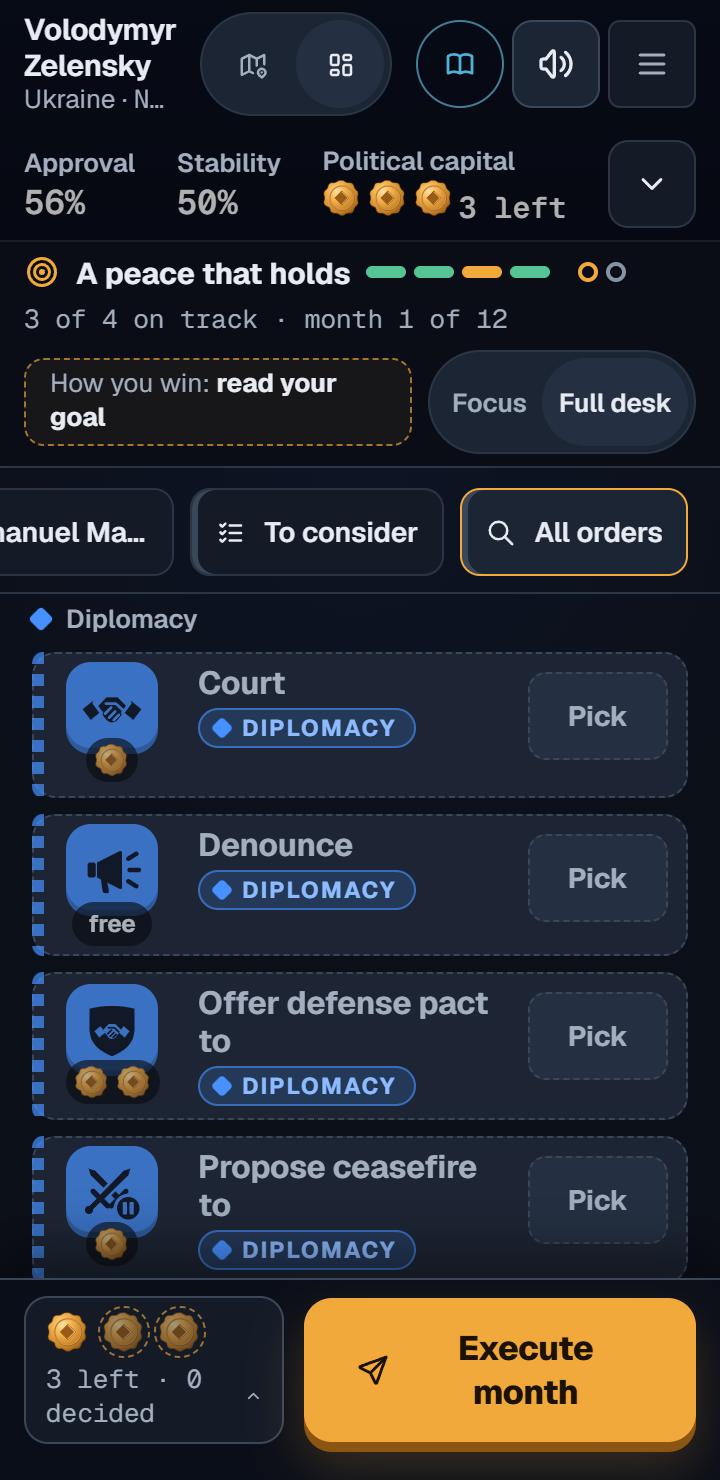 Volodymyr
Zelensky
Ukraine · N…
Approval
56%
Stability
50%
Political capital
3 left
A peace that holds
3 of 4 on track · month 1 of 12
How you win: read your
goal
Focus
Full desk
nanuel Ma...
To consider
All orders
Diplomacy
Court
DIPLOMACY
Pick
Denounce
DIPLOMACY
free
Pick
Offer defense pact
to
DIPLOMACY
Pick
Propose ceasefire
to
DIPLOMACY
Pick
3 left · 0
decided
Execute
month